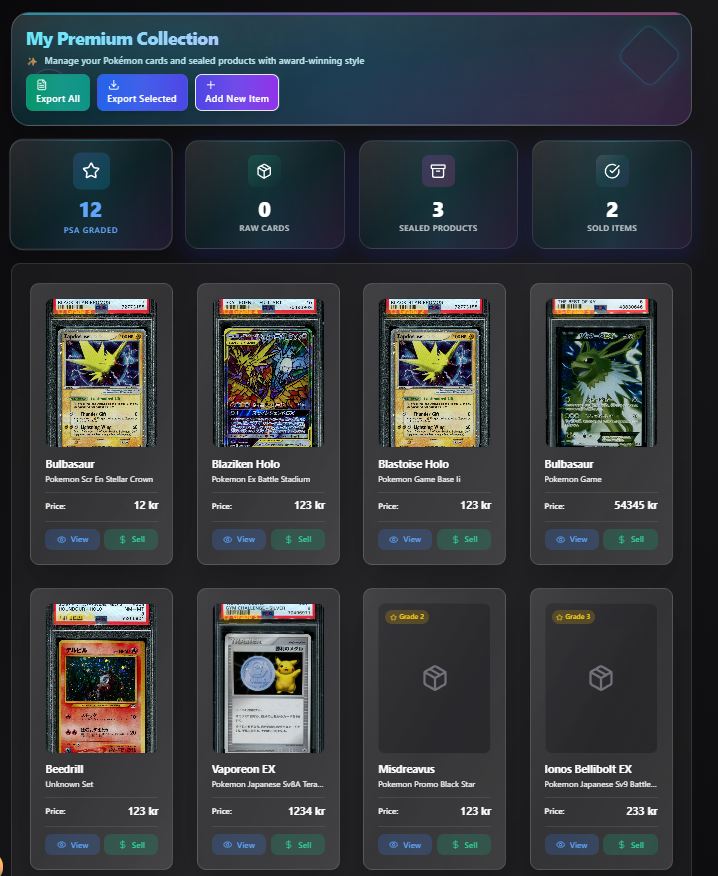 My Premium Collection
Manage your Pokémon cards and sealed products with award-winning style
Export All
Export Selected
Add New Item
12
PSA GRADED
0
RAW CARDS
3
SEALED PRODUCTS
2
SOLD ITEMS
Bulbasaur
Pokemon Scr En Stellar Crown
Price:
12 kr
View
Sell
Blaziken Holo
Pokemon Ex Battle Stadium
Price:
123 kr
View
Sell
Blastoise Holo
Pokemon Game Base Ii
Price:
123 kr
View
Sell
THE BEST OF XY
Bulbasaur
Pokemon Game
Price:
54345 kr
View
Sell
Beedrill
Unknown Set
Price:
123 kr
View
Sell
TRAINER
Vaporeon EX
Pokemon Japanese Sv8A Tera...
Price:
1234 kr
View
Sell
Grade 2
Misdreavus
Pokemon Promo Black Star
Price:
123 kr
View
Sell
Grade 3
Ionos Bellibolt EX
Pokemon Japanese Sv9 Battle...
Price:
233 kr
View
Sell